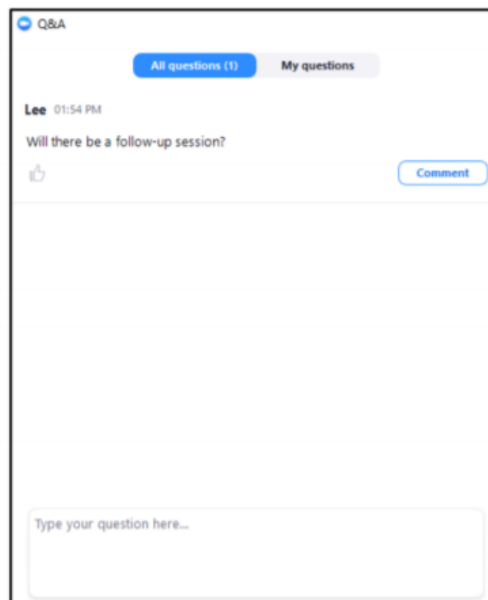 Q&A
All questions (1) My questions
Lee 01:54 PM
Will there be a follow-up session?
Comment
Type your question here...